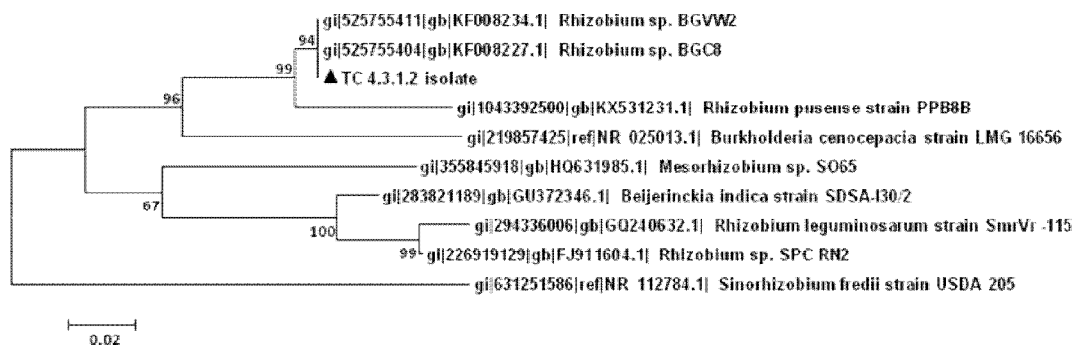 gi|525755411|gb|KF008234.1| Rhizobium sp. BGVW2
94
gi|525755404|gb|KF008227.1| Rhizobium sp. BGC8
99
▲ TC 4.3.1.2 isolate
96
gi|1043392500|gb|KX531231.1| Rhizobium pusense strain PPB8B
gi|219857425|ref|NR 025013.1| Burkholderia cenocepacia strain LMG 16656
gi|355845918|gb|HQ631985.1| Mesorhizobium sp. SO65
67
gi|283821189|gb|GU372346.1| Beijerinckia indica strain SDSA-I30/2
100
gi|294336006|gb|GQ240632.1| Rhizobium leguminosarum strain SmrVr -115
99
gi|226919129|gb|FJ911604.1| Rhizobium sp. SPC RN2
gi|631251586|ref|NR 112784.1| Sinorhizobium fredii strain USDA 205
0.02